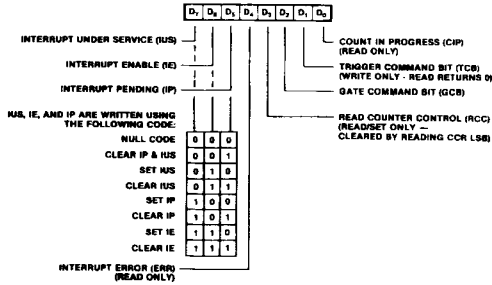 D7 D6 D5 D4 D3 D2 D1 D0
INTERRUPT UNDER SERVICE (IUS)
INTERRUPT ENABLE (IE)
INTERRUPT PENDING (IP)
IUS, IE, AND IP ARE WRITTEN USING
THE FOLLOWING CODE:
NULL CODE 0 0 0
CLEAR IP & IUS 0 0 1
SET IUS 0 1 0
CLEAR IUS 0 1 1
SET IP 1 0 0
CLEAR IP 1 0 1
SET IE 1 1 0
CLEAR IE 1 1 1
INTERRUPT ERROR (ERR)
(READ ONLY)
COUNT IN PROGRESS (CIP)
(READ ONLY)
TRIGGER COMMAND BIT (TCB)
(WRITE ONLY - READ RETURNS 0)
GATE COMMAND BIT (GCB)
READ COUNTER CONTROL (RCC)
(READ/SET ONLY —
CLEARED BY READING CCR LSB)